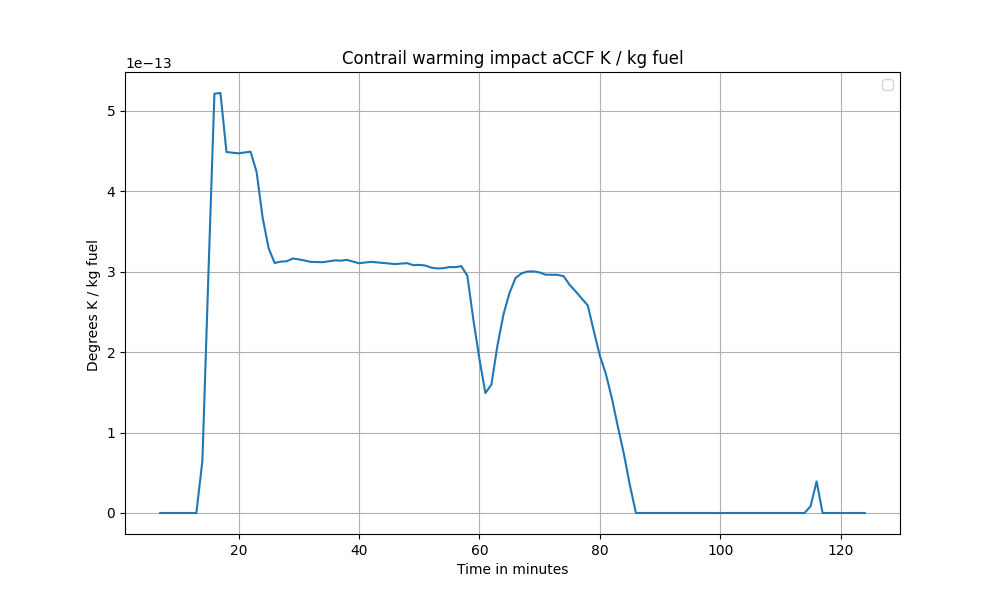 Contrail warming impact aCCF K / kg fuel
1e−13
5
4
3
2
1
0
Degrees K / kg fuel
20 40 60 80 100 120
Time in minutes